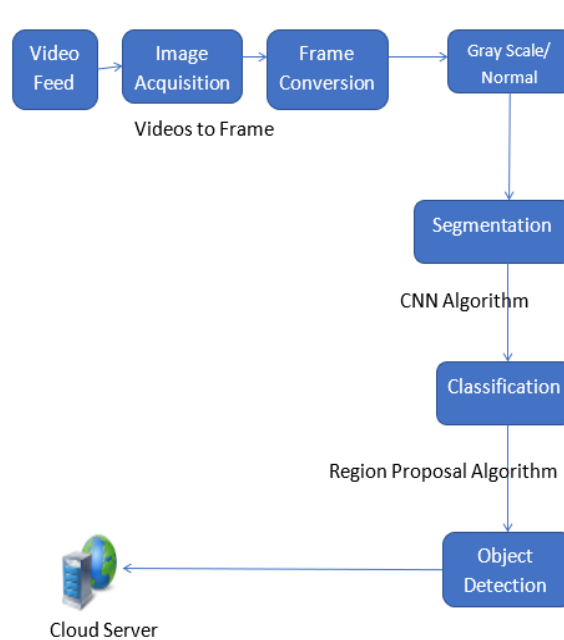 Video
Feed
Image
Acquisition
Frame
Conversion
Gray Scale/
Normal
Videos to Frame
Segmentation
CNN Algorithm
Classification
Region Proposal Algorithm
Object
Detection
Cloud Server